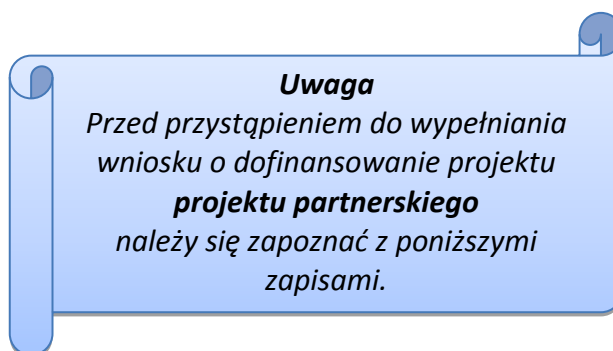 Uwaga
Przed przystąpieniem do wypełniania
wniosku o dofinansowanie projektu
projektu partnerskiego
należy się zapoznać z poniższymi
zapisami.